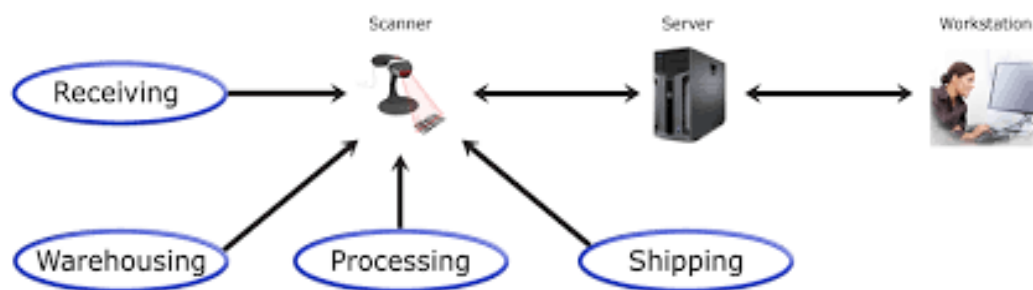 Scanner
Server
Workstation
Receiving
Warehousing
Processing
Shipping